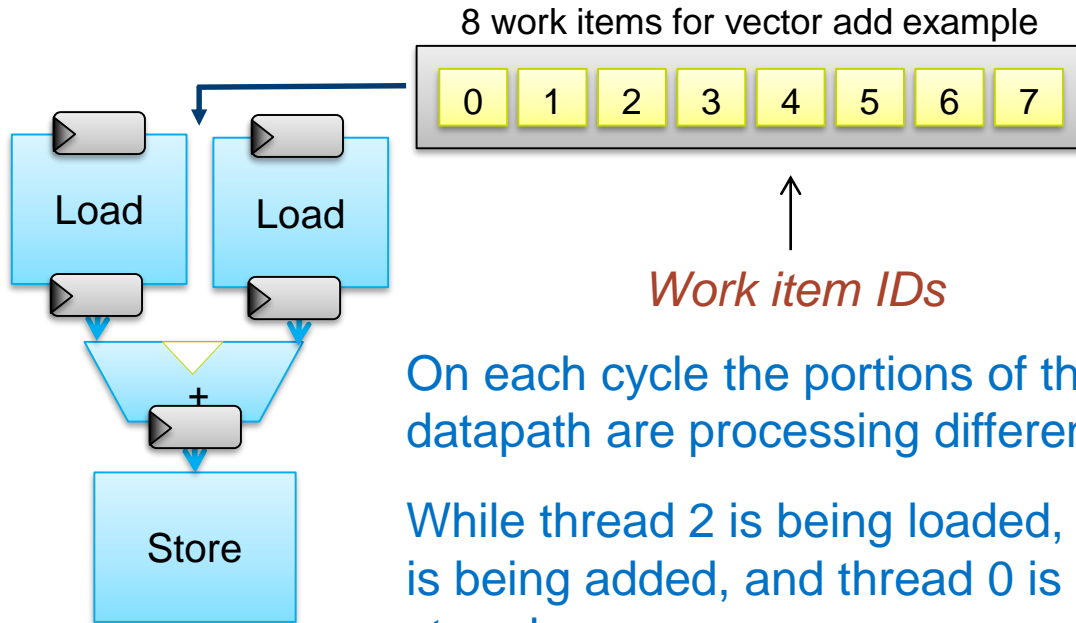 8 work items for vector add example
0 1 2 3 4 5 6 7
Load Load
Work item IDs
+
On each cycle the portions of
datapath are processing
While thread 2 is being loaded,
is being added, and thread 0 is
Store